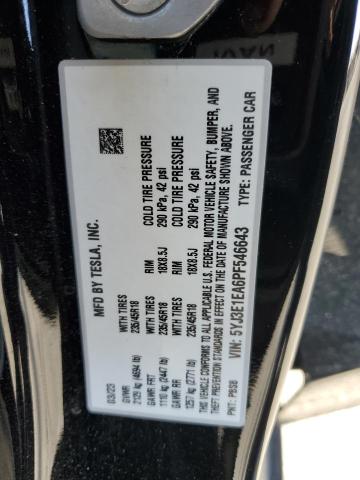 MFD BY TESLA, INC.
03/23
GVWR
2129 kg (4694 lb)
WITH TIRES
235/45R18
RIM
18X8.5J
COLD TIRE PRESSURE
290 kPa, 42 psi
GAWR FRT
1110 kg (2447 lb)
WITH TIRES
235/45R18
RIM
18X8.5J
COLD TIRE PRESSURE
290 kPa, 42 psi
GAWR RR
1257 kg (2771 lb)
THIS VEHICLE CONFORMS TO ALL APPLICABLE U.S. FEDERAL MOTOR VEHICLE SAFETY, BUMPER, AND
THEFT PREVENTION STANDARDS IN EFFECT ON THE DATE OF MANUFACTURE SHOWN ABOVE.
VIN: 5YJ3E1EA6PF546643
TYPE: PASSENGER CAR
PNT: PBSB